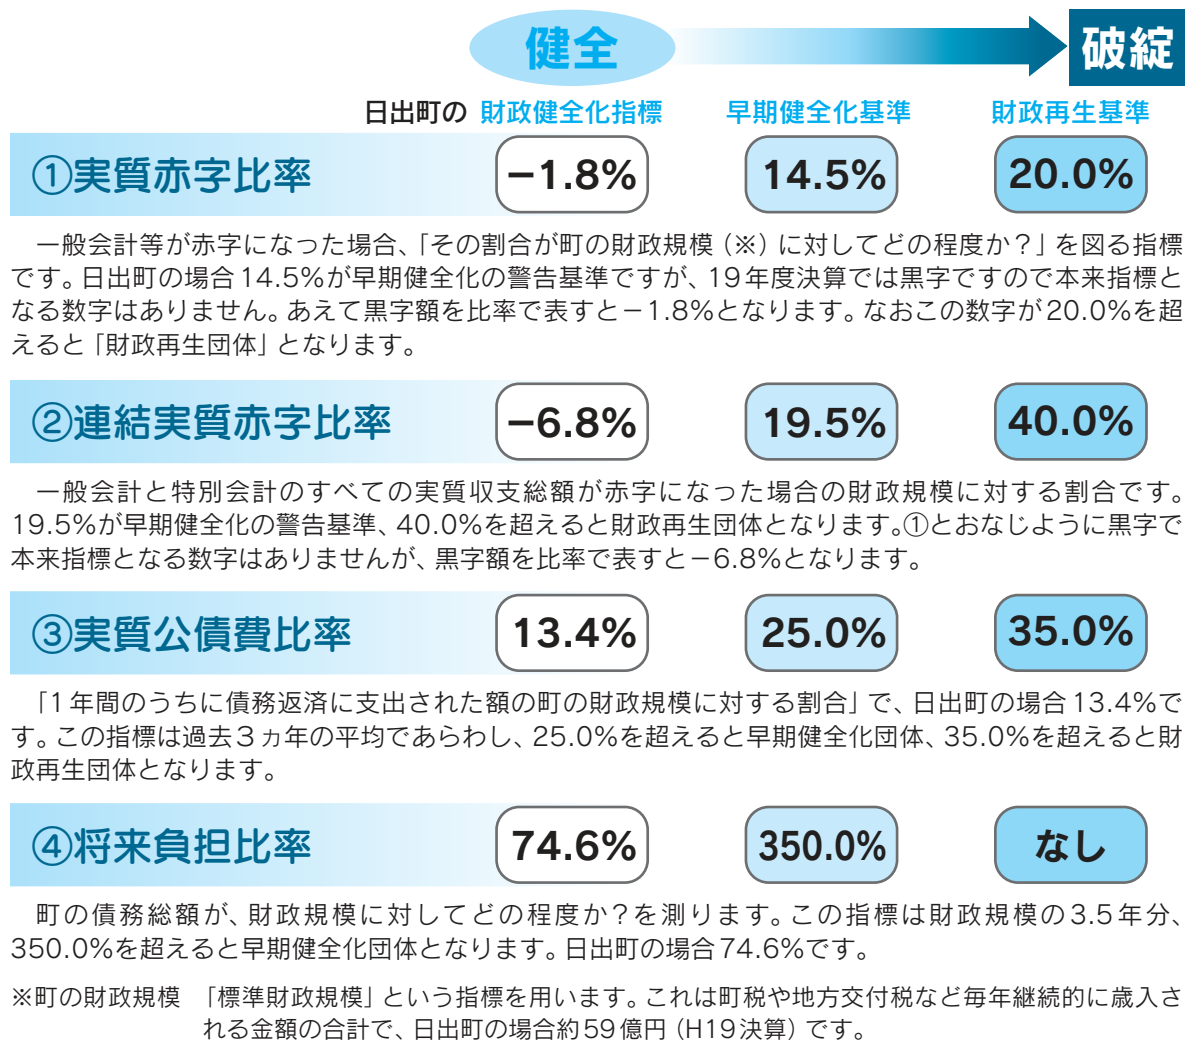 健全
破綻
日出町の 財政健全化指標 早期健全化基準 財政再生基準
①実質赤字比率 −1.8% 14.5% 20.0%
一般会計等が赤字になった場合、「その割合が町の財政規模（※）に対してどの程度か？」を図る指標
です。日出町の場合14.5%が早期健全化の警告基準ですが、19年度決算では黒字ですので本来指標と
なる数字はありません。あえて黒字額を比率で表すと−1.8%となります。なおこの数字が20.0%を超
えると「財政再生団体」となります。
②連結実質赤字比率 −6.8% 19.5% 40.0%
一般会計と特別会計のすべての実質収支総額が赤字になった場合の財政規模に対する割合です。
19.5%が早期健全化の警告基準、40.0%を超えると財政再生団体となります。①とおなじように黒字で
本来指標となる数字はありませんが、黒字額を比率で表すと−6.8%となります。
③実質公債費比率 13.4% 25.0% 35.0%
「1年間のうちに債務返済に支出された額の町の財政規模に対する割合」で、日出町の場合13.4%で
す。この指標は過去3ヵ年の平均であらわし、25.0%を超えると早期健全化団体、35.0%を超えると財
政再生団体となります。
④将来負担比率 74.6% 350.0% なし
町の債務総額が、財政規模に対してどの程度か？を測ります。この指標は財政規模の3.5年分、
350.0%を超えると早期健全化団体となります。日出町の場合74.6%です。
※町の財政規模 「標準財政規模」という指標を用います。これは町税や地方交付税など毎年継続的に歳入さ
れる金額の合計で、日出町の場合約59億円（H19決算）です。